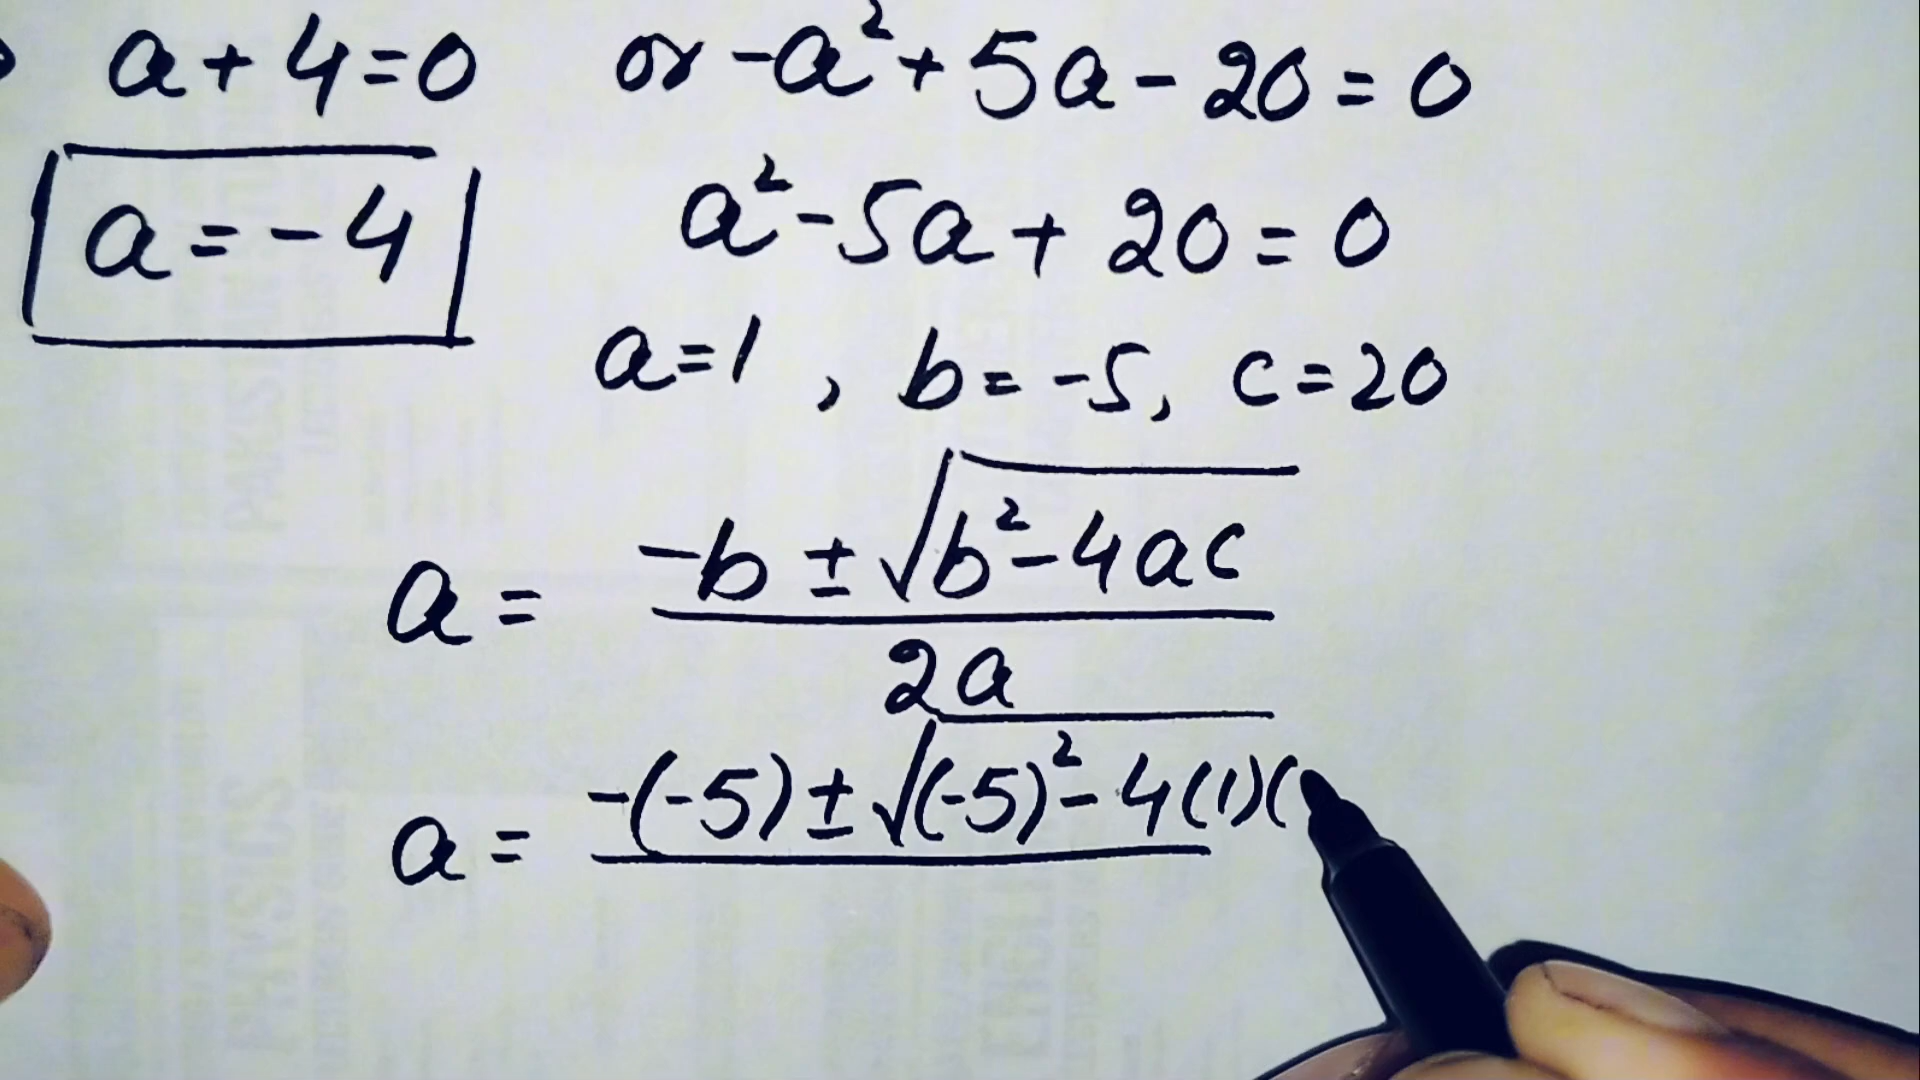 a + 4 = 0 or -a² + 5a - 20 = 0
a = -4 a² - 5a + 20 = 0
a = 1 , b = -5, c = 20
a = -b ± √b² - 4ac
2a
a = -(-5) ± √(-5)² - 4(1)(